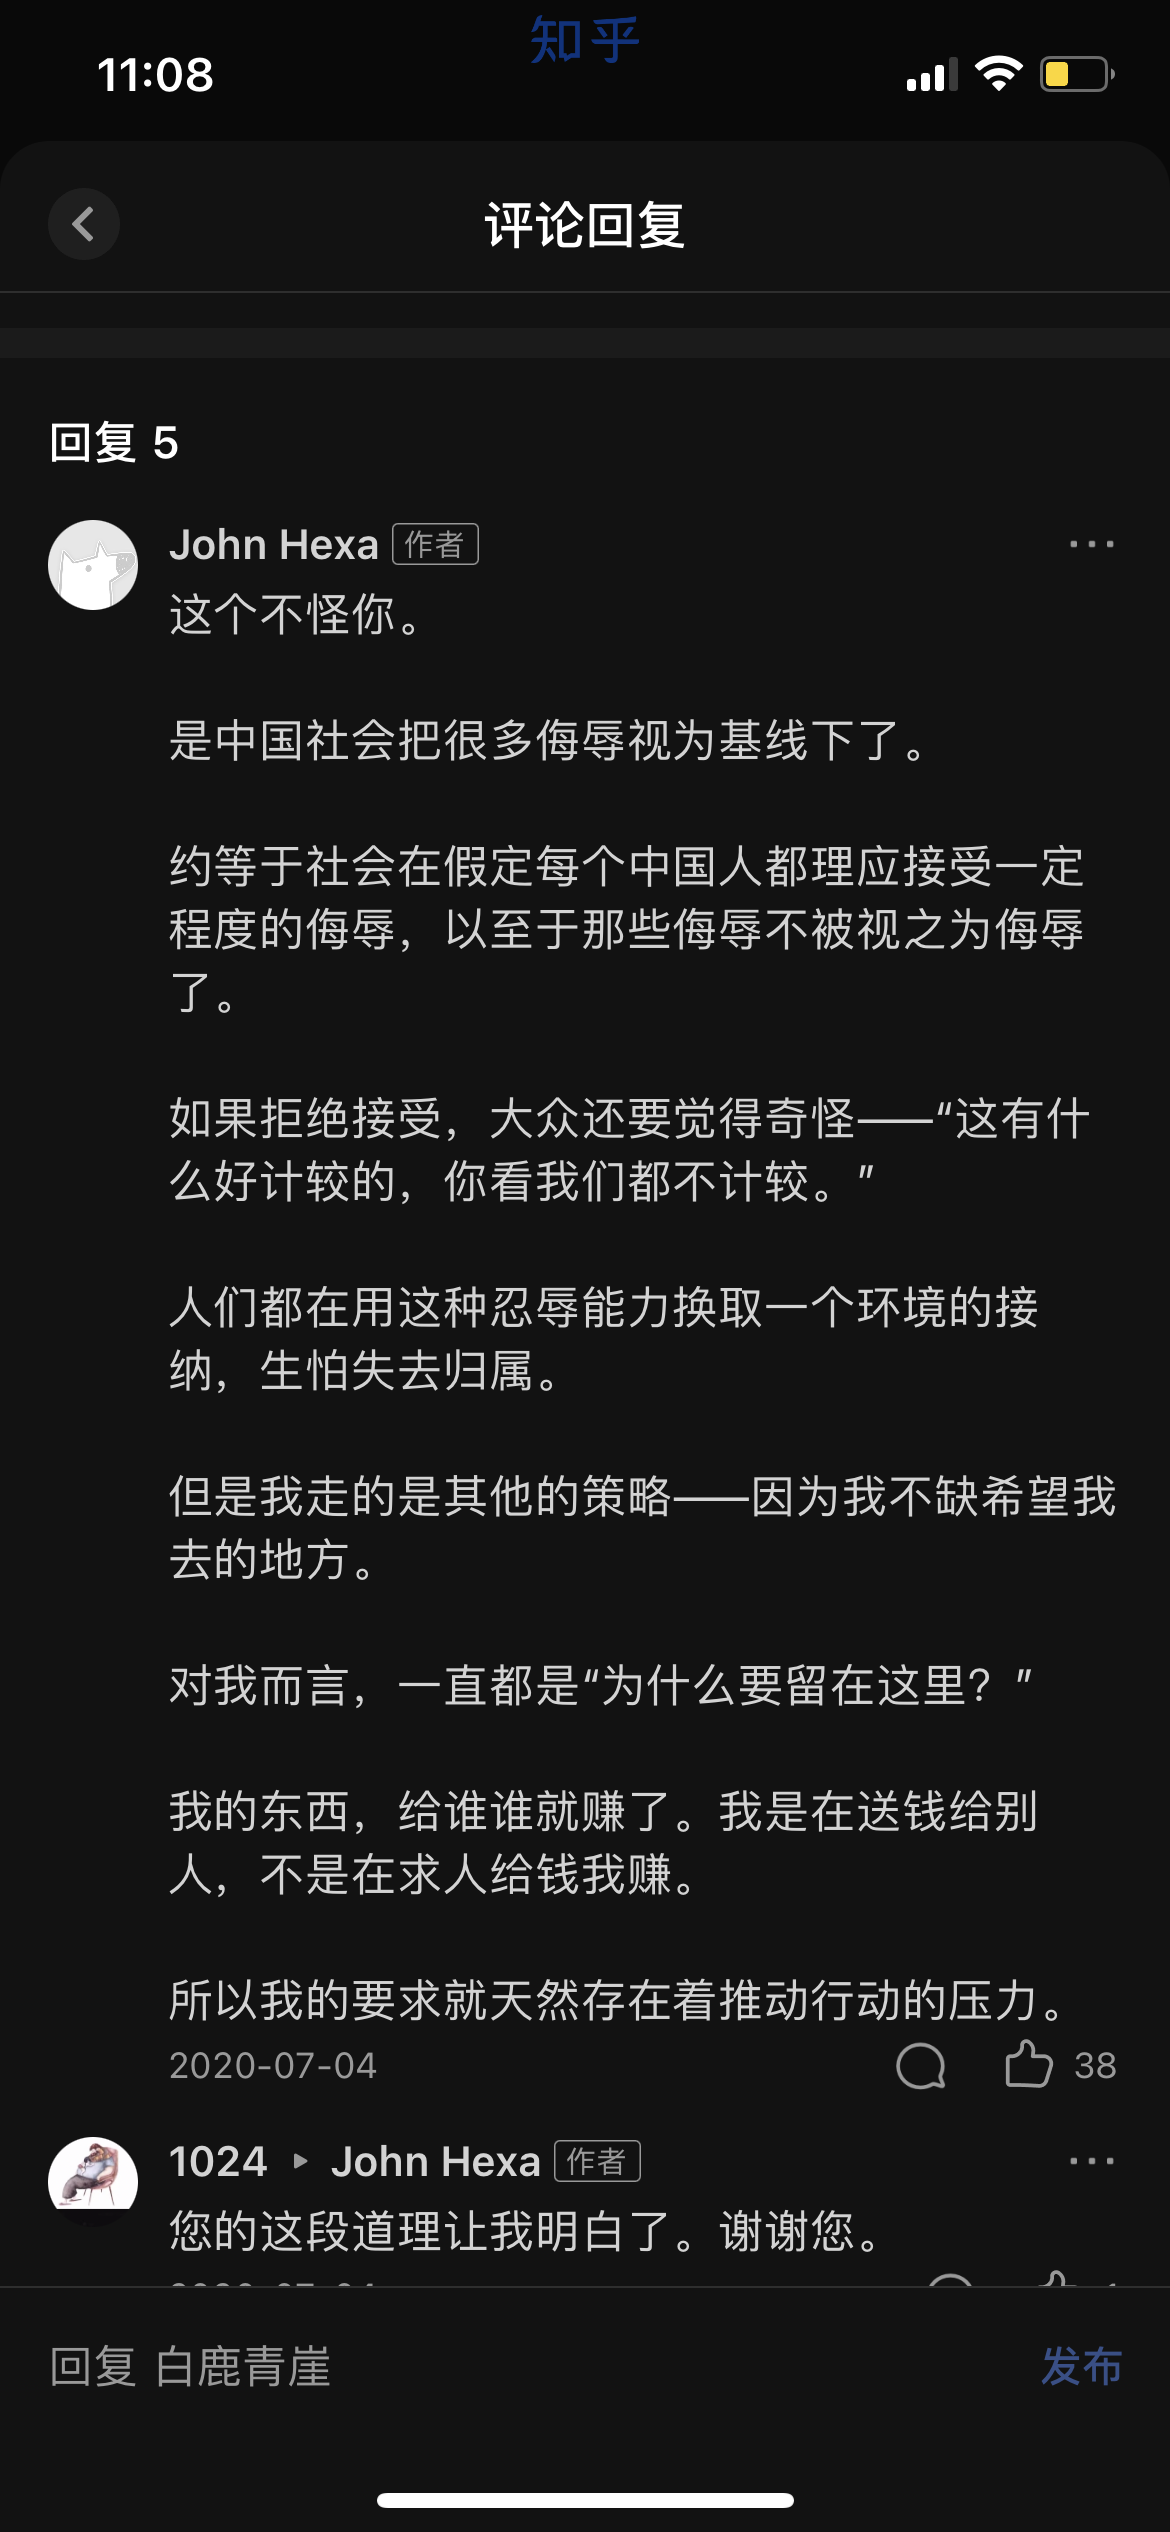 知乎
11:08
评论回复
回复 5
John Hexa 作者
这个不怪你。
是中国社会把很多侮辱视为基线下了。
约等于社会在假定每个中国人都理应接受一定
程度的侮辱，以至于那些侮辱不被视之为侮辱
了。
如果拒绝接受，大众还要觉得奇怪——“这有什
么好计较的，你看我们都不计较。”
人们都在用这种忍辱能力换取一个环境的接
纳，生怕失去归属。
但是我走的是其他的策略——因为我不缺希望我
去的地方。
对我而言，一直都是“为什么要留在这里？”
我的东西，给谁谁就赚了。我是在送钱给别
人，不是在求人给钱我赚。
所以我的要求就天然存在着推动行动的压力。
2020-07-04 38
1024 ▸ John Hexa 作者
您的这段道理让我明白了。谢谢您。
回复 白鹿青崖 发布